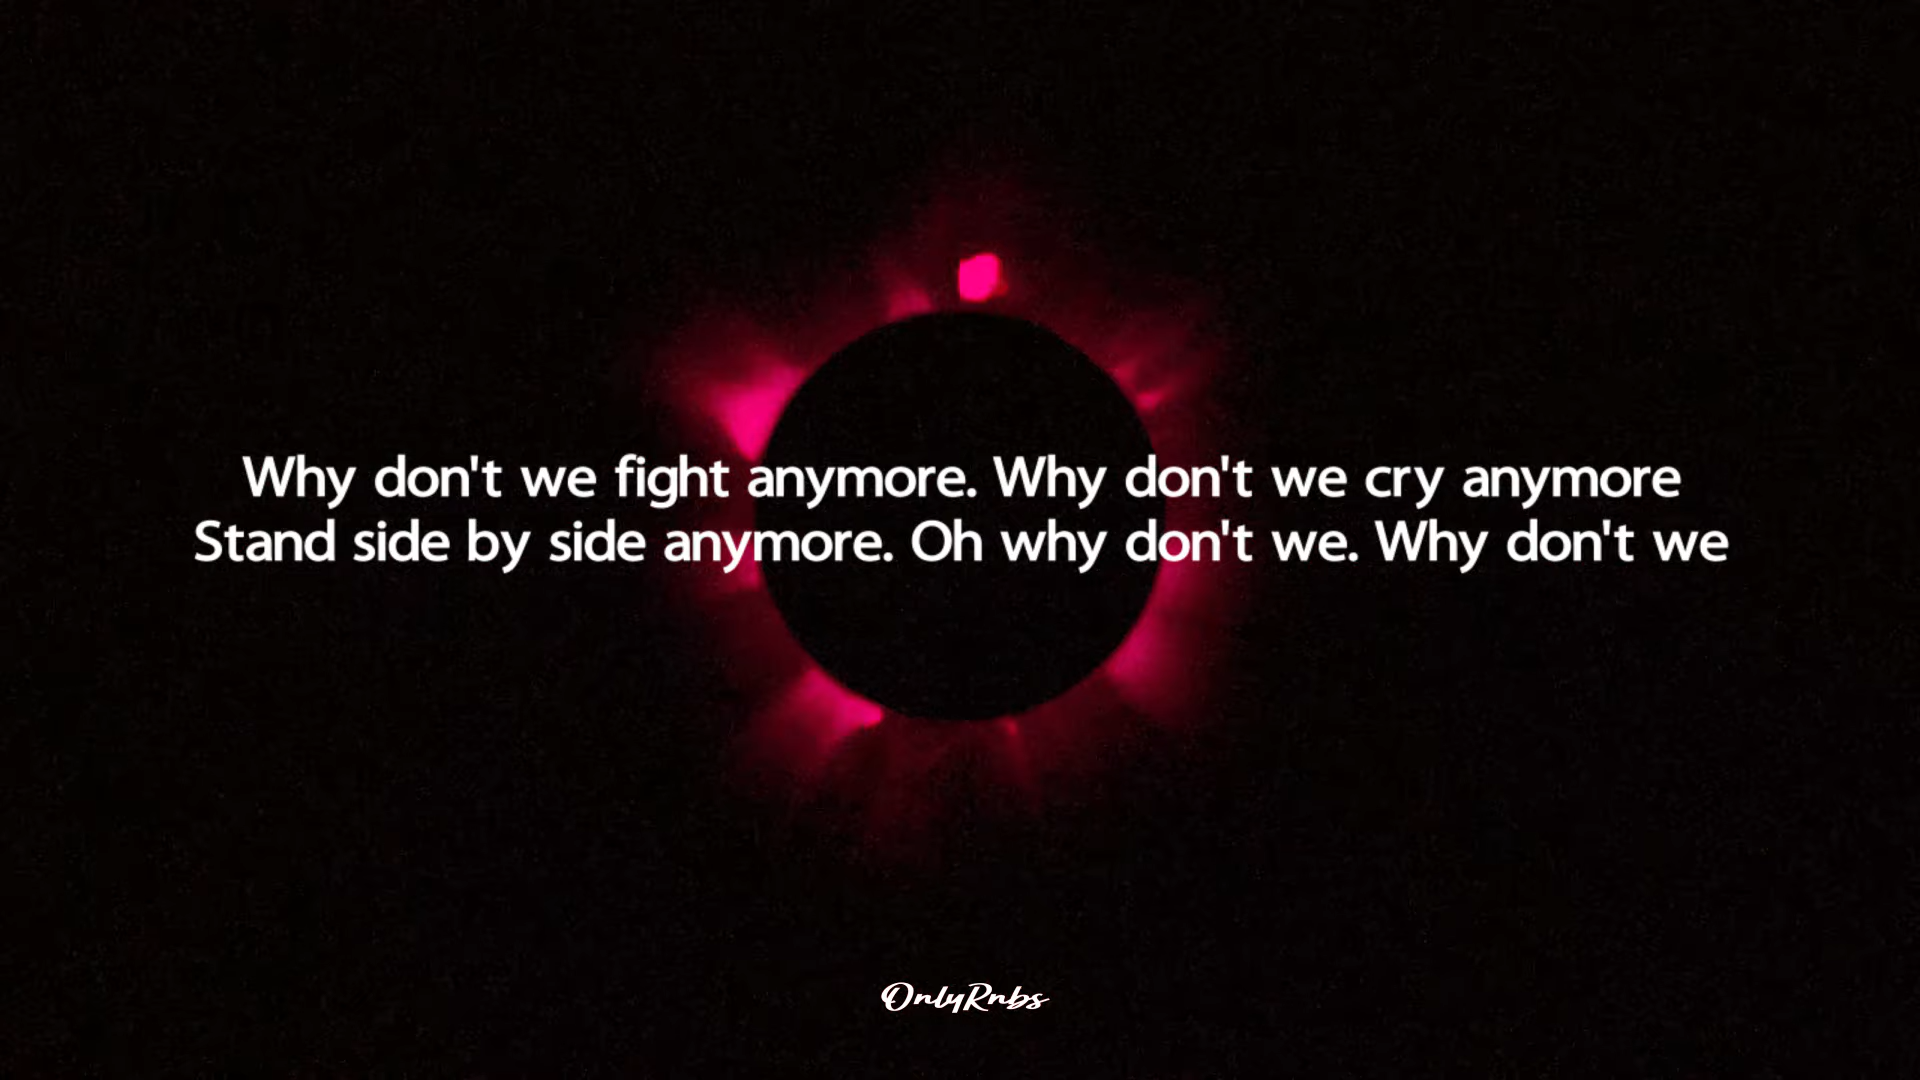 Why don't we fight anymore. Why don't we cry anymore
Stand side by side anymore. Oh why don't we. Why don't we
OnlyRnbs